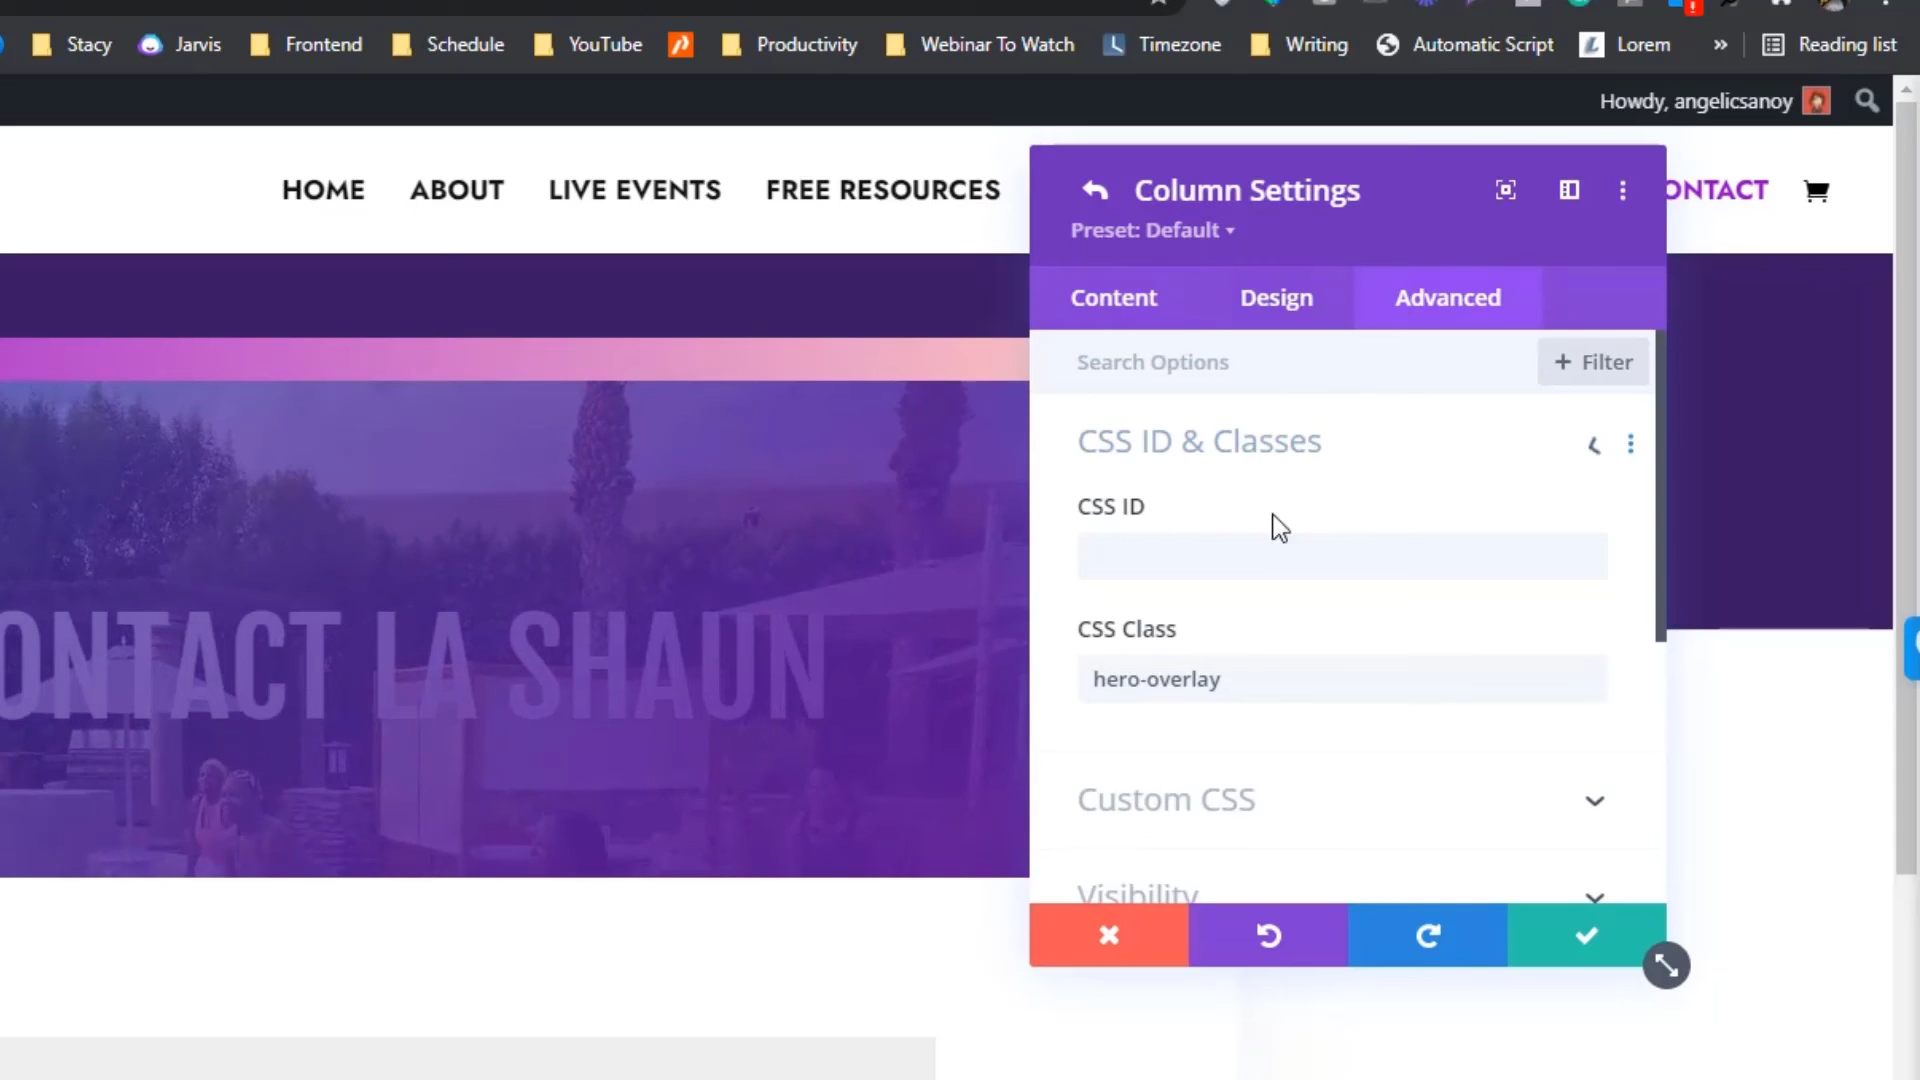 Stacy Jarvis Frontend Schedule YouTube Productivity Webinar To Watch Timezone Writing Automatic Script Lorem » Reading list
Howdy, angelicsanoy
HOME ABOUT LIVE EVENTS FREE RESOURCES ONTACT
Column Settings
Preset: Default
Content Design Advanced
Search Options + Filter
CSS ID & Classes
CSS ID
CSS Class
hero-overlay
ONTACT LA SHAUN
Custom CSS
Visibility